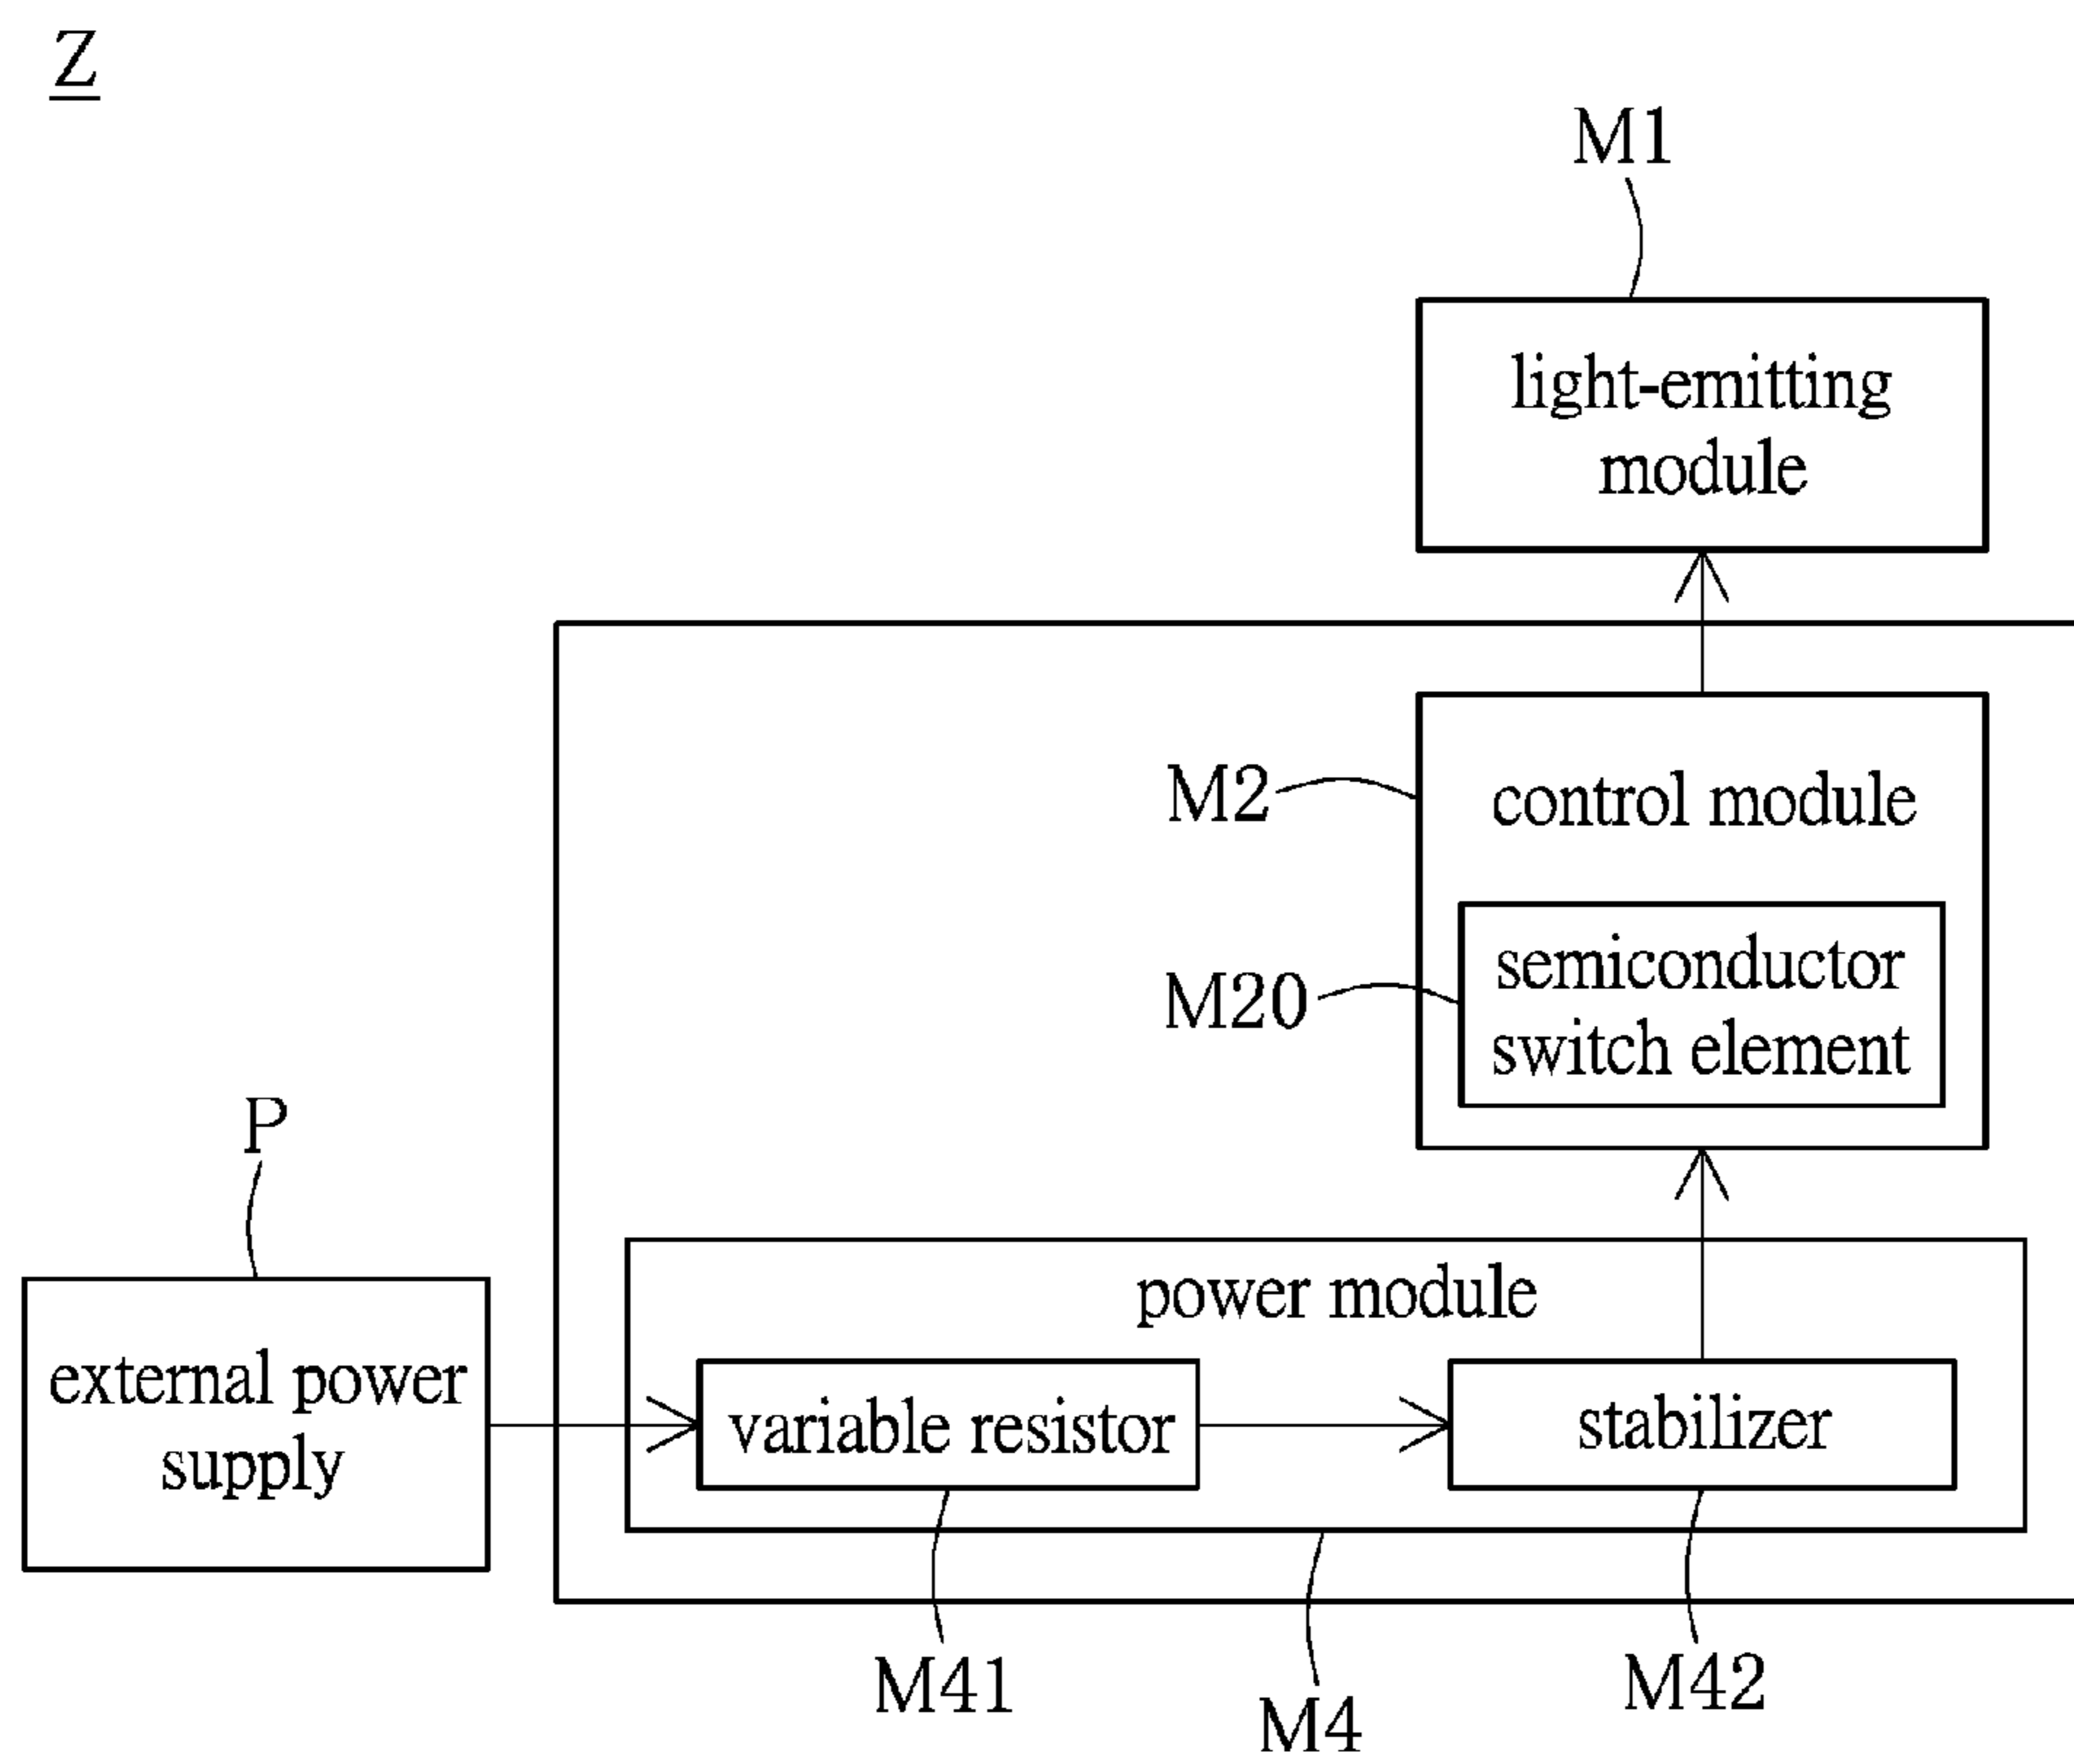 Z
M1
light-emitting
module
M2
control module
M20
semiconductor
switch element
P
external power
supply
power module
variable resistor
stabilizer
M41
M4
M42